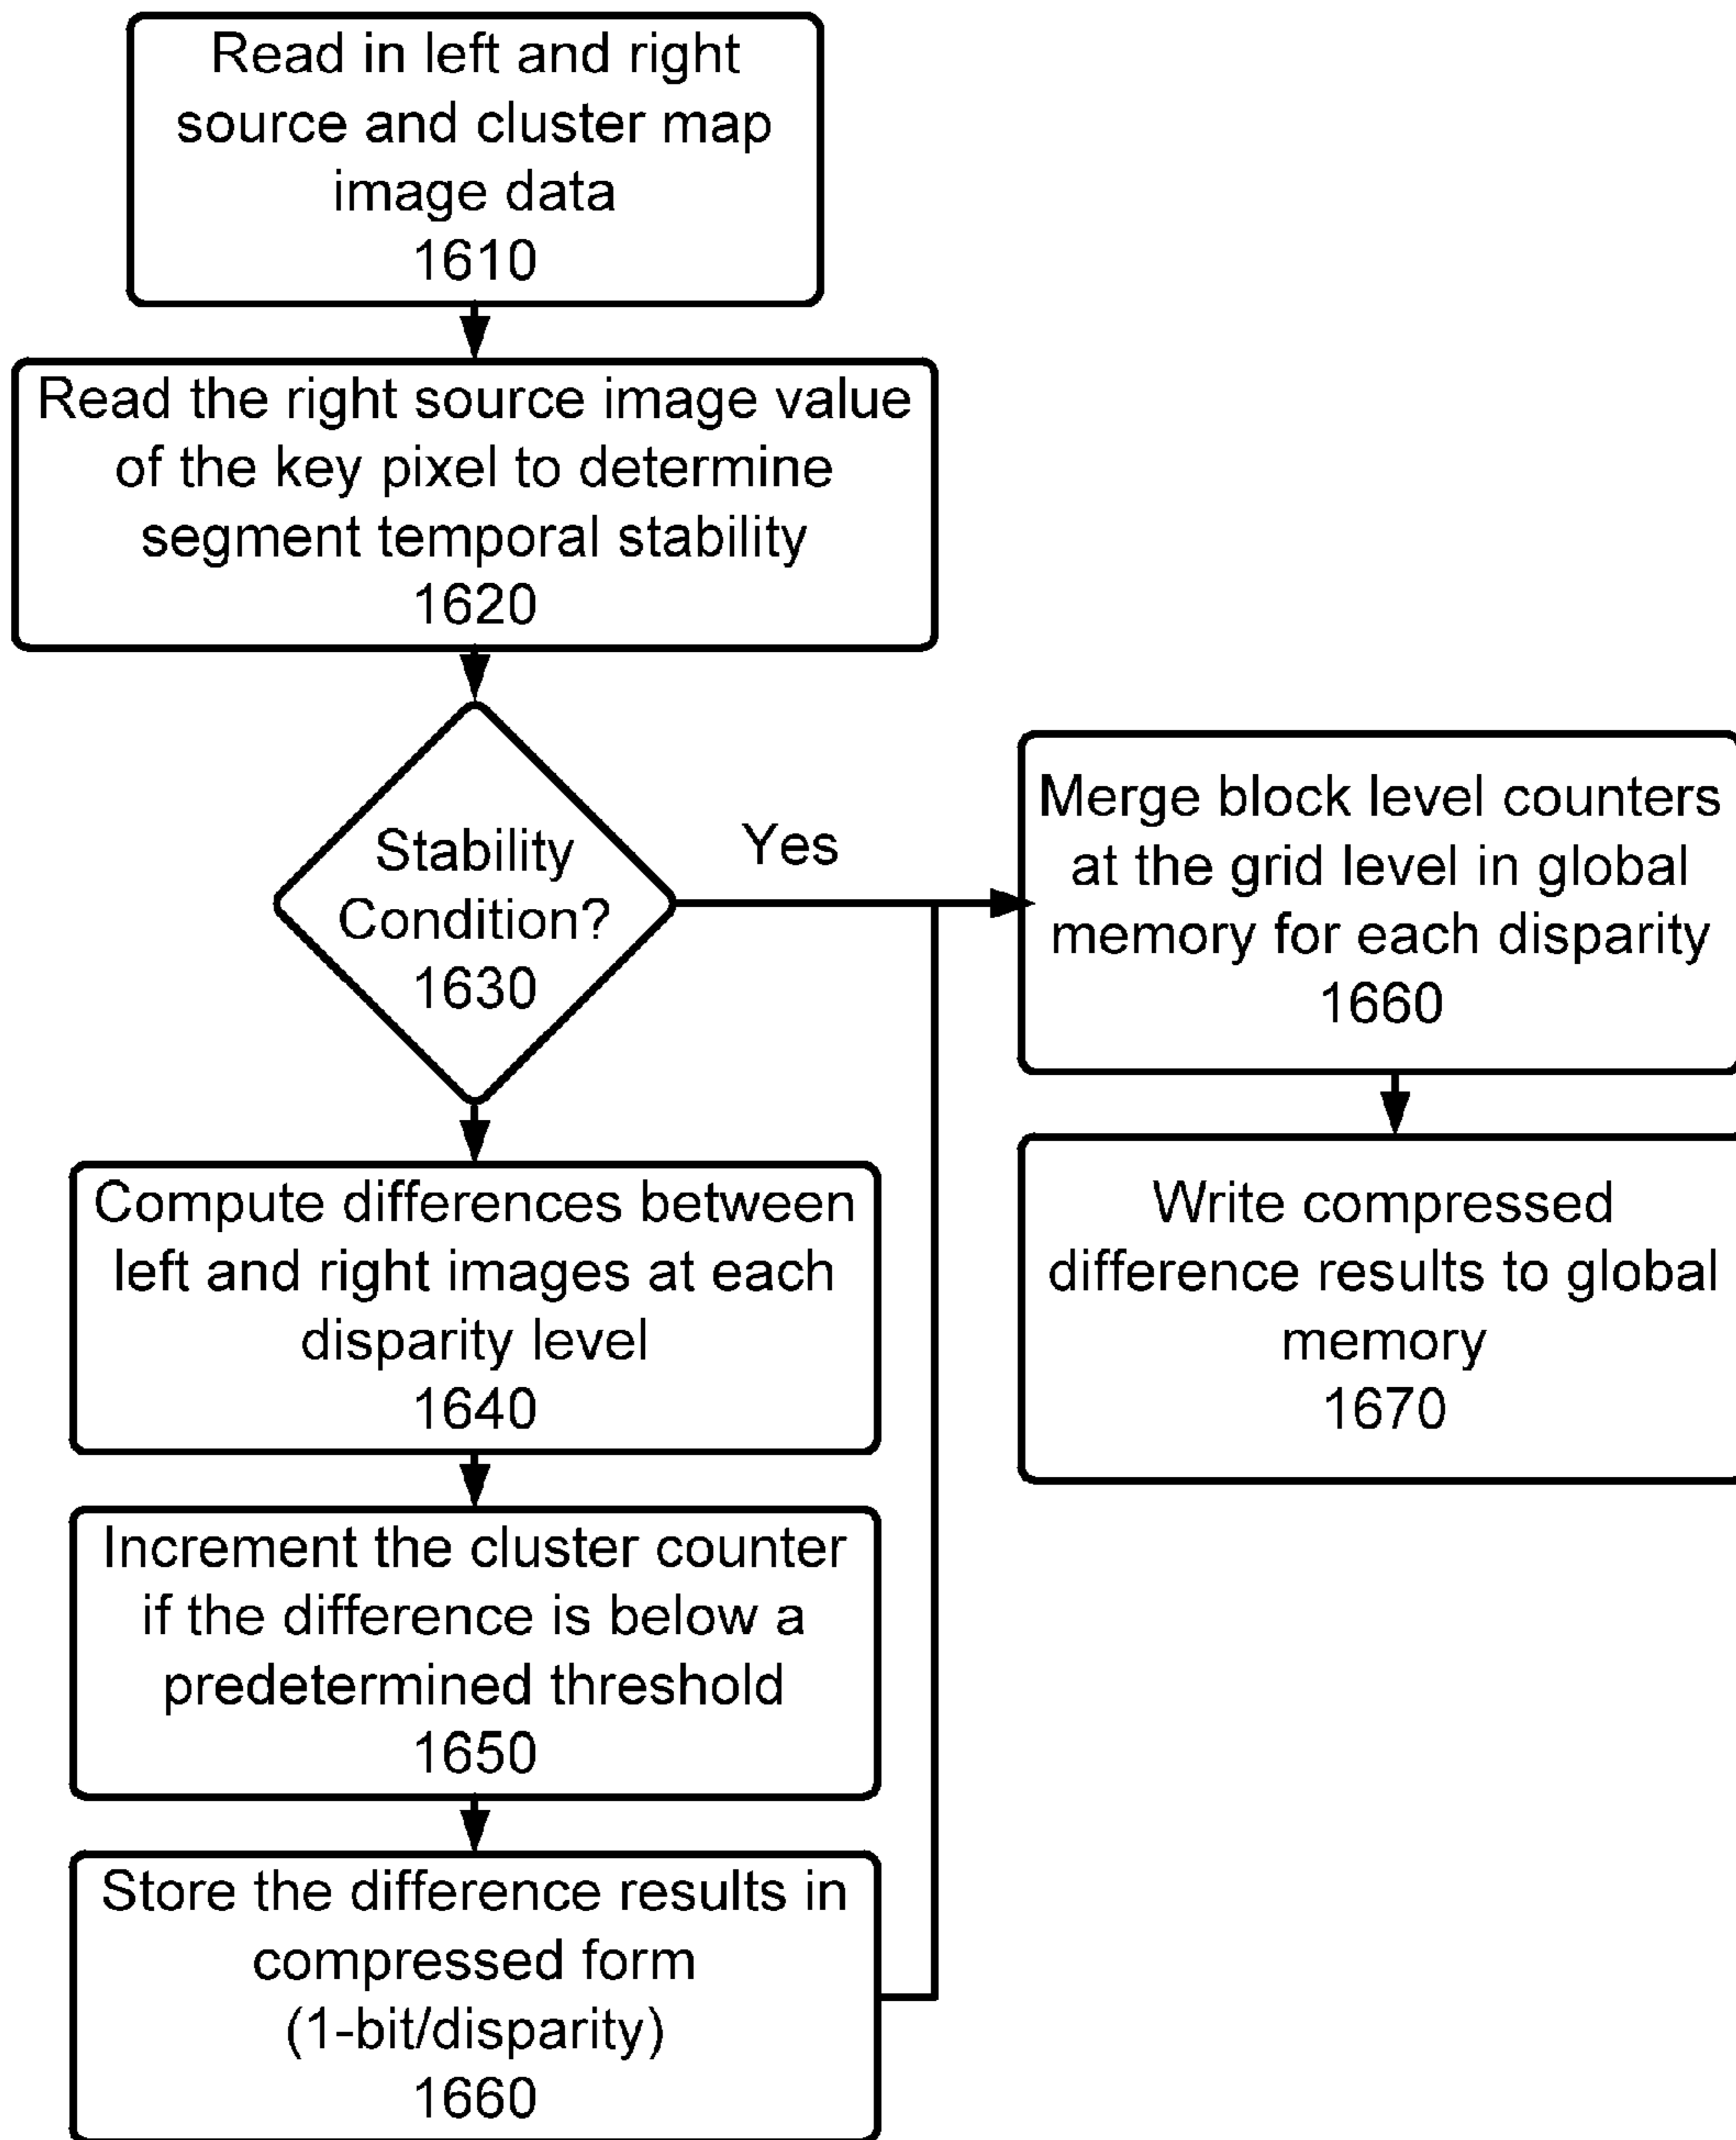 Read in left and right
source and cluster map
image data
1610
Read the right source image value
of the key pixel to determine
segment temporal stability
1620
Stability
Condition?
1630
Yes
Compute differences between
left and right images at each
disparity level
1640
Increment the cluster counter
if the difference is below a
predetermined threshold
1650
Store the difference results in
compressed form
(1-bit/disparity)
1660
Merge block level counters
at the grid level in global
memory for each disparity
1660
Write compressed
difference results to global
memory
1670